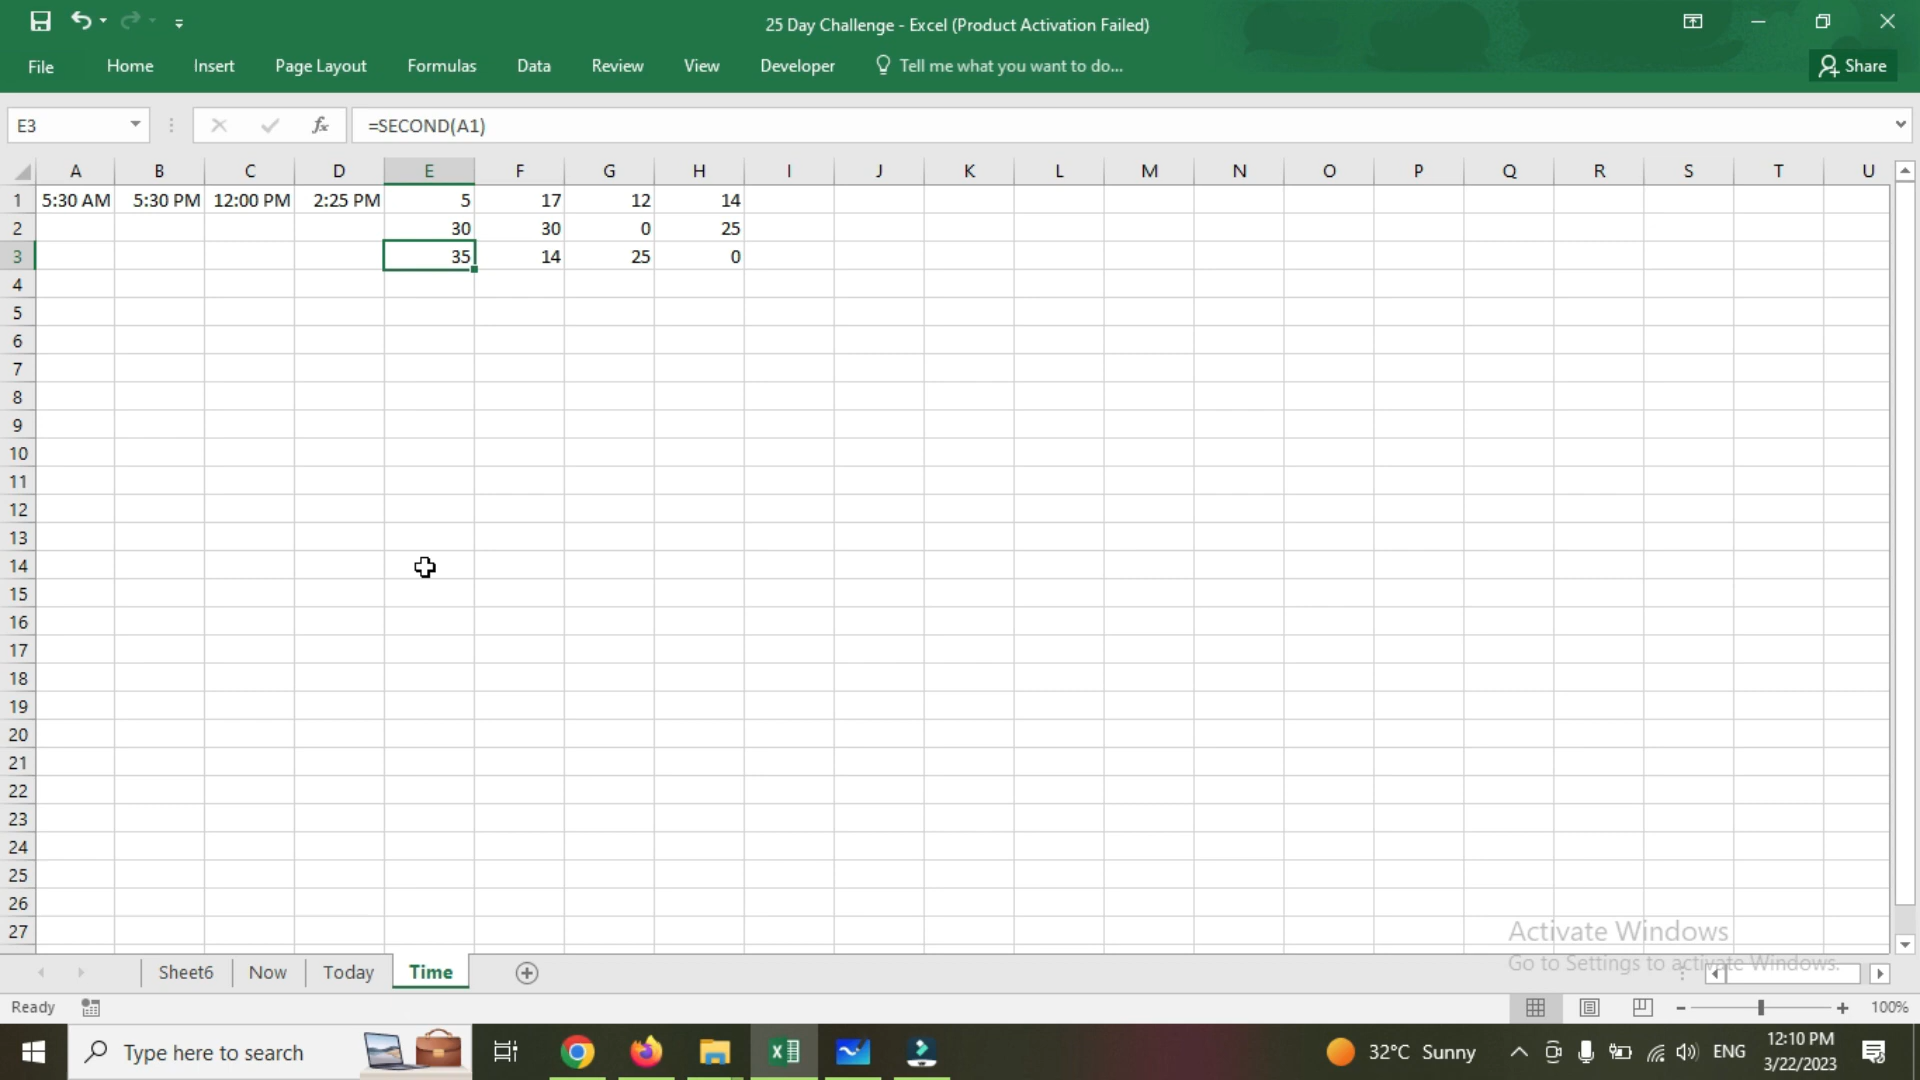 25 Day Challenge - Excel (Product Activation Failed)
File Home Insert Page Layout Formulas Data Review View Developer Tell me what you want to do... Share
E3 fx =SECOND(A1)
A B C D E F G H I J K L M N O P Q R S T U
1 5:30 AM 5:30 PM 12:00 PM 2:25 PM 5 17 12 14
2 30 30 0 25
3 35 14 25 0
4
5
6
7
8
9
10
11
12
13
14
15
16
17
18
19
20
21
22
23
24
25
26
27
Activate Windows
Go to Settings to activate Windows.
Sheet6 Now Today Time
Ready 100%
Type here to search 32°C Sunny ENG 12:10 PM
3/22/2023